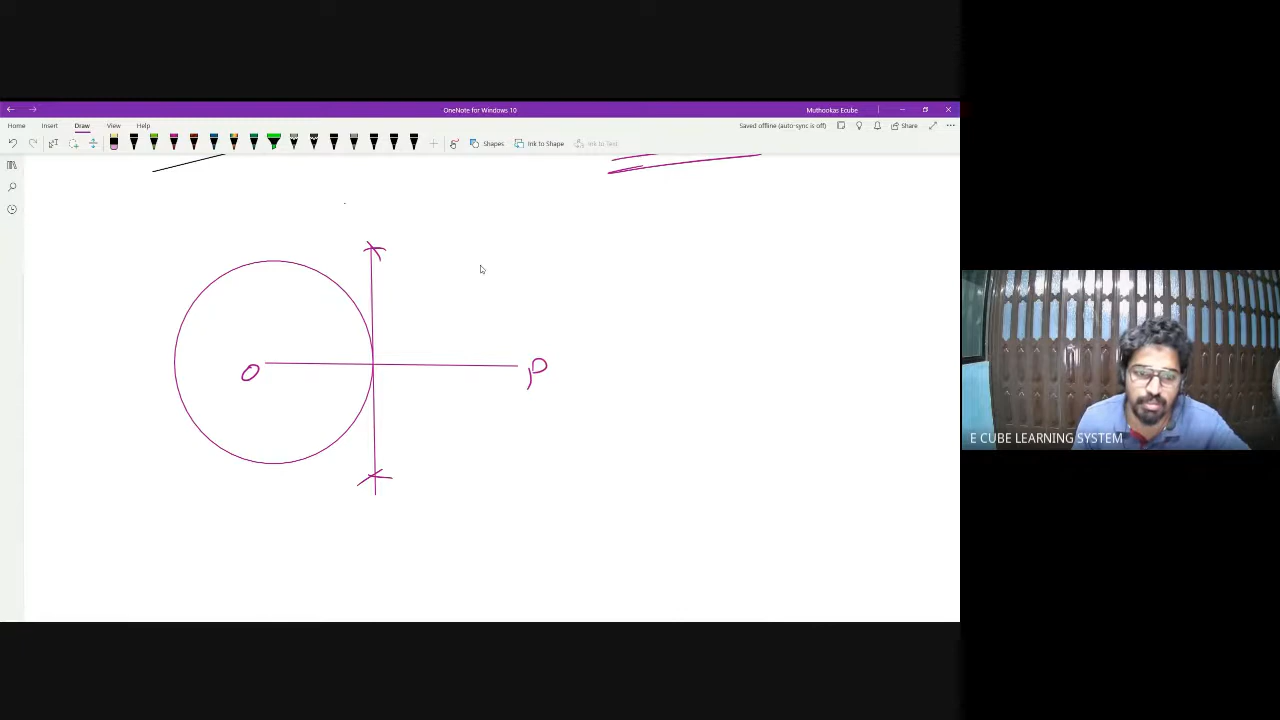 OneNote for Windows 10
Muthookas Ecube
Home Insert Draw View Help
Saved offline (auto-sync is off)
Share
Shapes
Ink to Shape
Ink to Text
O
P
E CUBE LEARNING SYSTEM